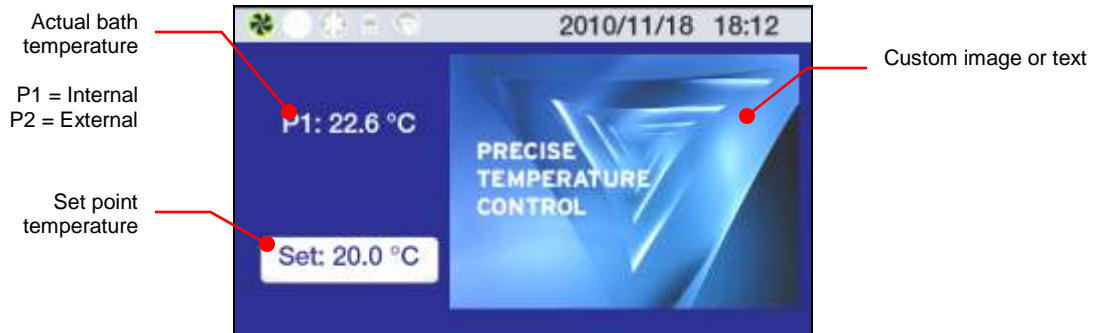 Actual bath
temperature
P1 = Internal
P2 = External
Set point
temperature
2010/11/18 18:12
P1: 22.6 °C
Set: 20.0 °C
PRECISE
TEMPERATURE
CONTROL
Custom image or text